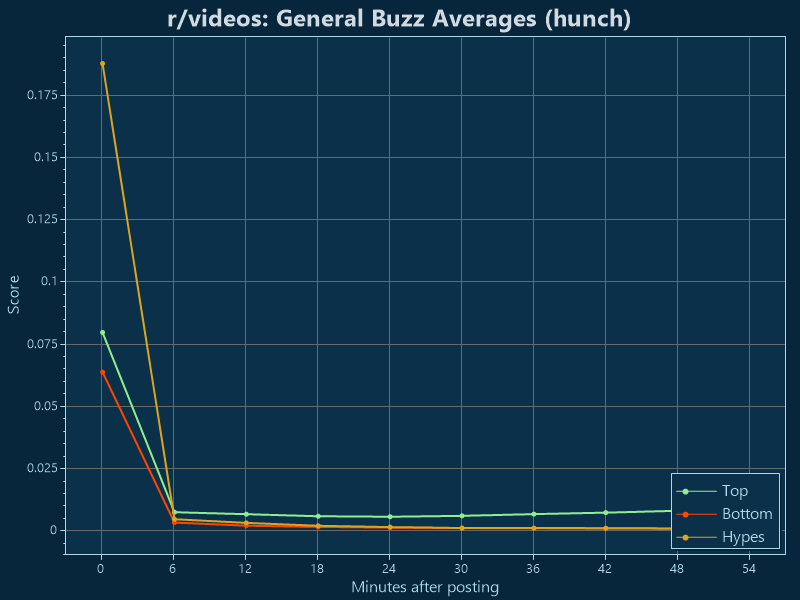 r/videos: General Buzz Averages (hunch)
Score
0.175
0.15
0.125
0.1
0.075
0.05
0.025
0
0 6 12 18 24 30 36 42 48 54
Minutes after posting
Top
Bottom
Hypes